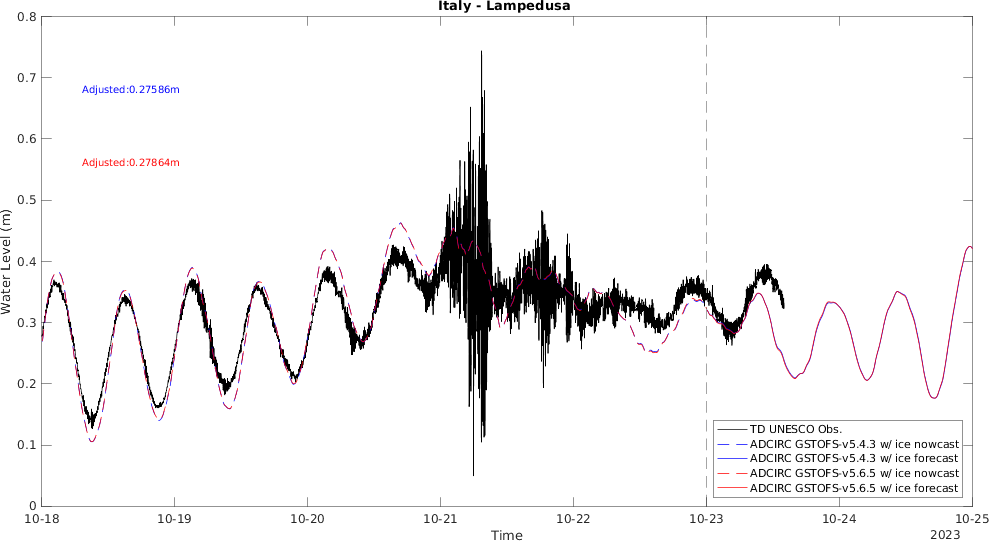 Italy - Lampedusa
0.8
0.7
0.6
0.5
0.4
0.3
0.2
0.1
0
Water Level (m)
Adjusted:0.27586m
Adjusted:0.27864m
TD UNESCO Obs.
ADCIRC GSTOFS-v5.4.3 w/ ice nowcast
ADCIRC GSTOFS-v5.4.3 w/ ice forecast
ADCIRC GSTOFS-v5.6.5 w/ ice nowcast
ADCIRC GSTOFS-v5.6.5 w/ ice forecast
10-18 10-19 10-20 10-21 10-22 10-23 10-24 10-25
Time
2023